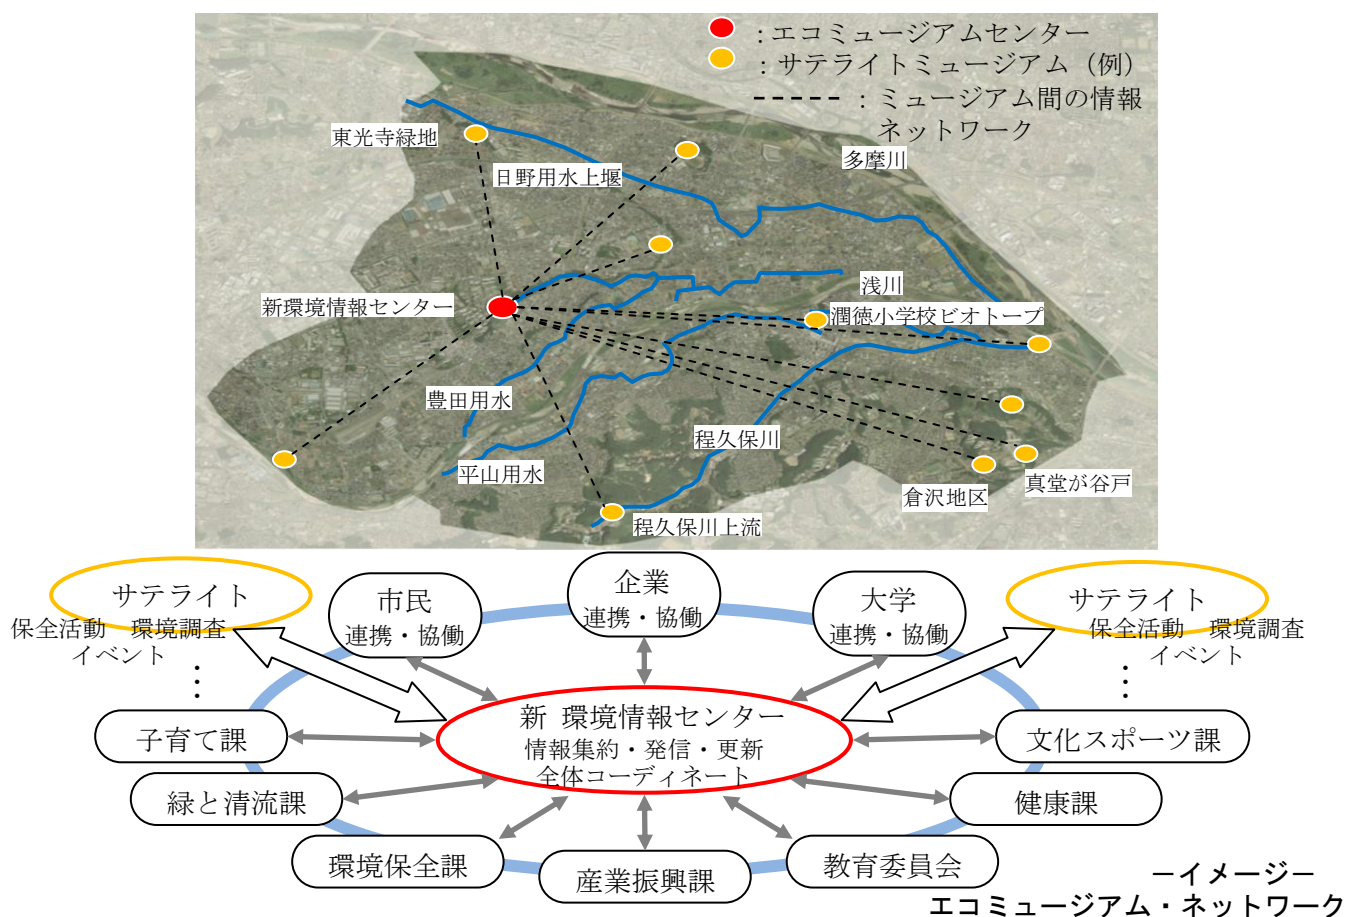 ：エコミュージアムセンター
：サテライトミュージアム（例）
：ミュージアム間の情報
ネットワーク
東光寺緑地
多摩川
日野用水上堰
浅川
新環境情報センター
潤徳小学校ビオトープ
豊田用水
程久保川
平山用水
真堂が谷戸
倉沢地区
程久保川上流
サテライト
保全活動　環境調査
イベント
：
市民
連携・協働
企業
連携・協働
大学
連携・協働
サテライト
保全活動　環境調査
イベント
：
新 環境情報センター
情報集約・発信・更新
全体コーディネート
子育て課
文化スポーツ課
緑と清流課
健康課
環境保全課
産業振興課
教育委員会
－イメージ－
エコミュージアム・ネットワーク